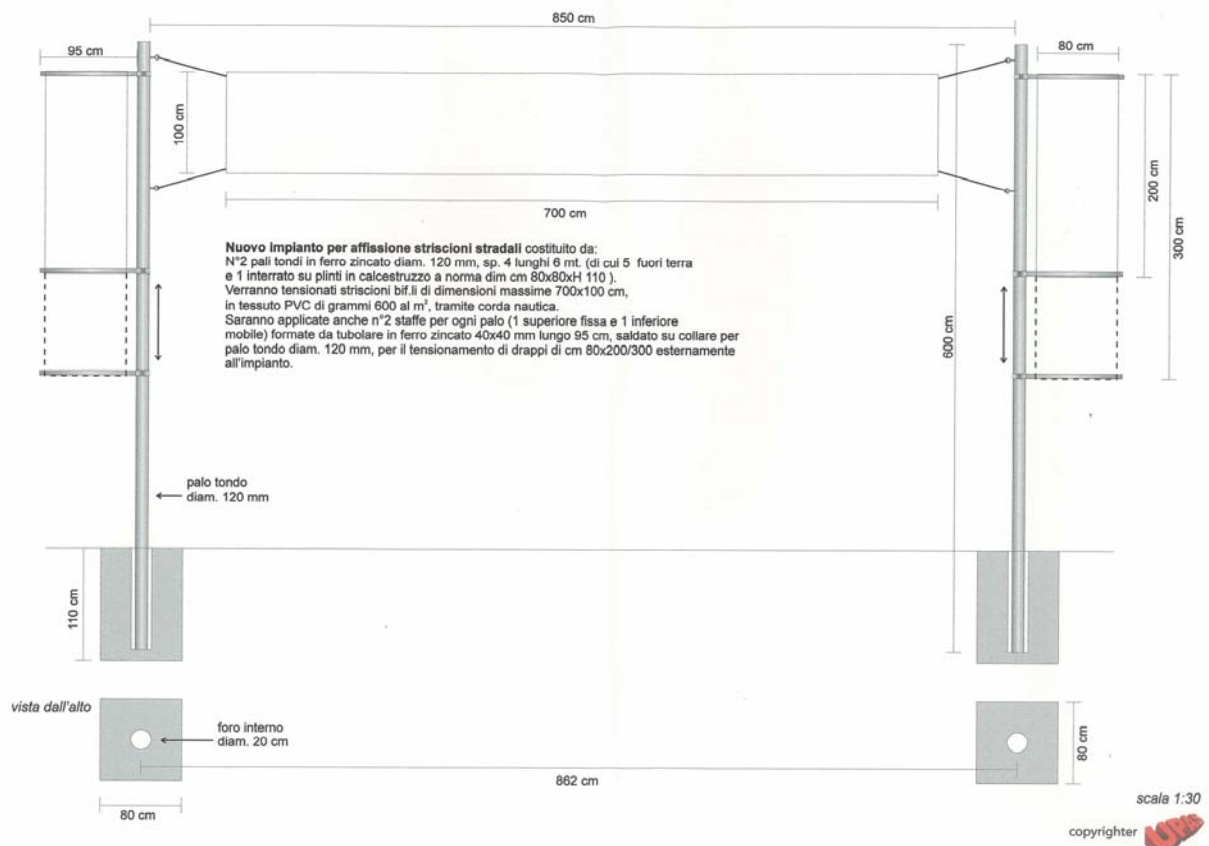 850 cm
95 cm
80 cm
100 cm
200 cm
300 cm
700 cm
600 cm
Nuovo impianto per affissione striscioni stradali costituito da:
N°2 pali tondi in ferro zincato diam. 120 mm, sp. 4 lunghi 6 mt. (di cui 5 fuori terra
e 1 interrato su plinti in calcestruzzo a norma dim cm 80x80xH 110 ).
Verranno tensionati striscioni bif.li di dimensioni massime 700x100 cm,
in tessuto PVC di grammi 600 al m², tramite corda nautica.
Saranno applicate anche n°2 staffe per ogni palo (1 superiore fissa e 1 inferiore
mobile) formate da tubolare in ferro zincato 40x40 mm lungo 95 cm, saldato su collare per
palo tondo diam. 120 mm, per il tensionamento di drappi di cm 80x200/300 esternamente
all'impianto.
palo tondo
diam. 120 mm
110 cm
vista dall'alto
foro interno
diam. 20 cm
80 cm
862 cm
80 cm
scala 1:30
copyrighter